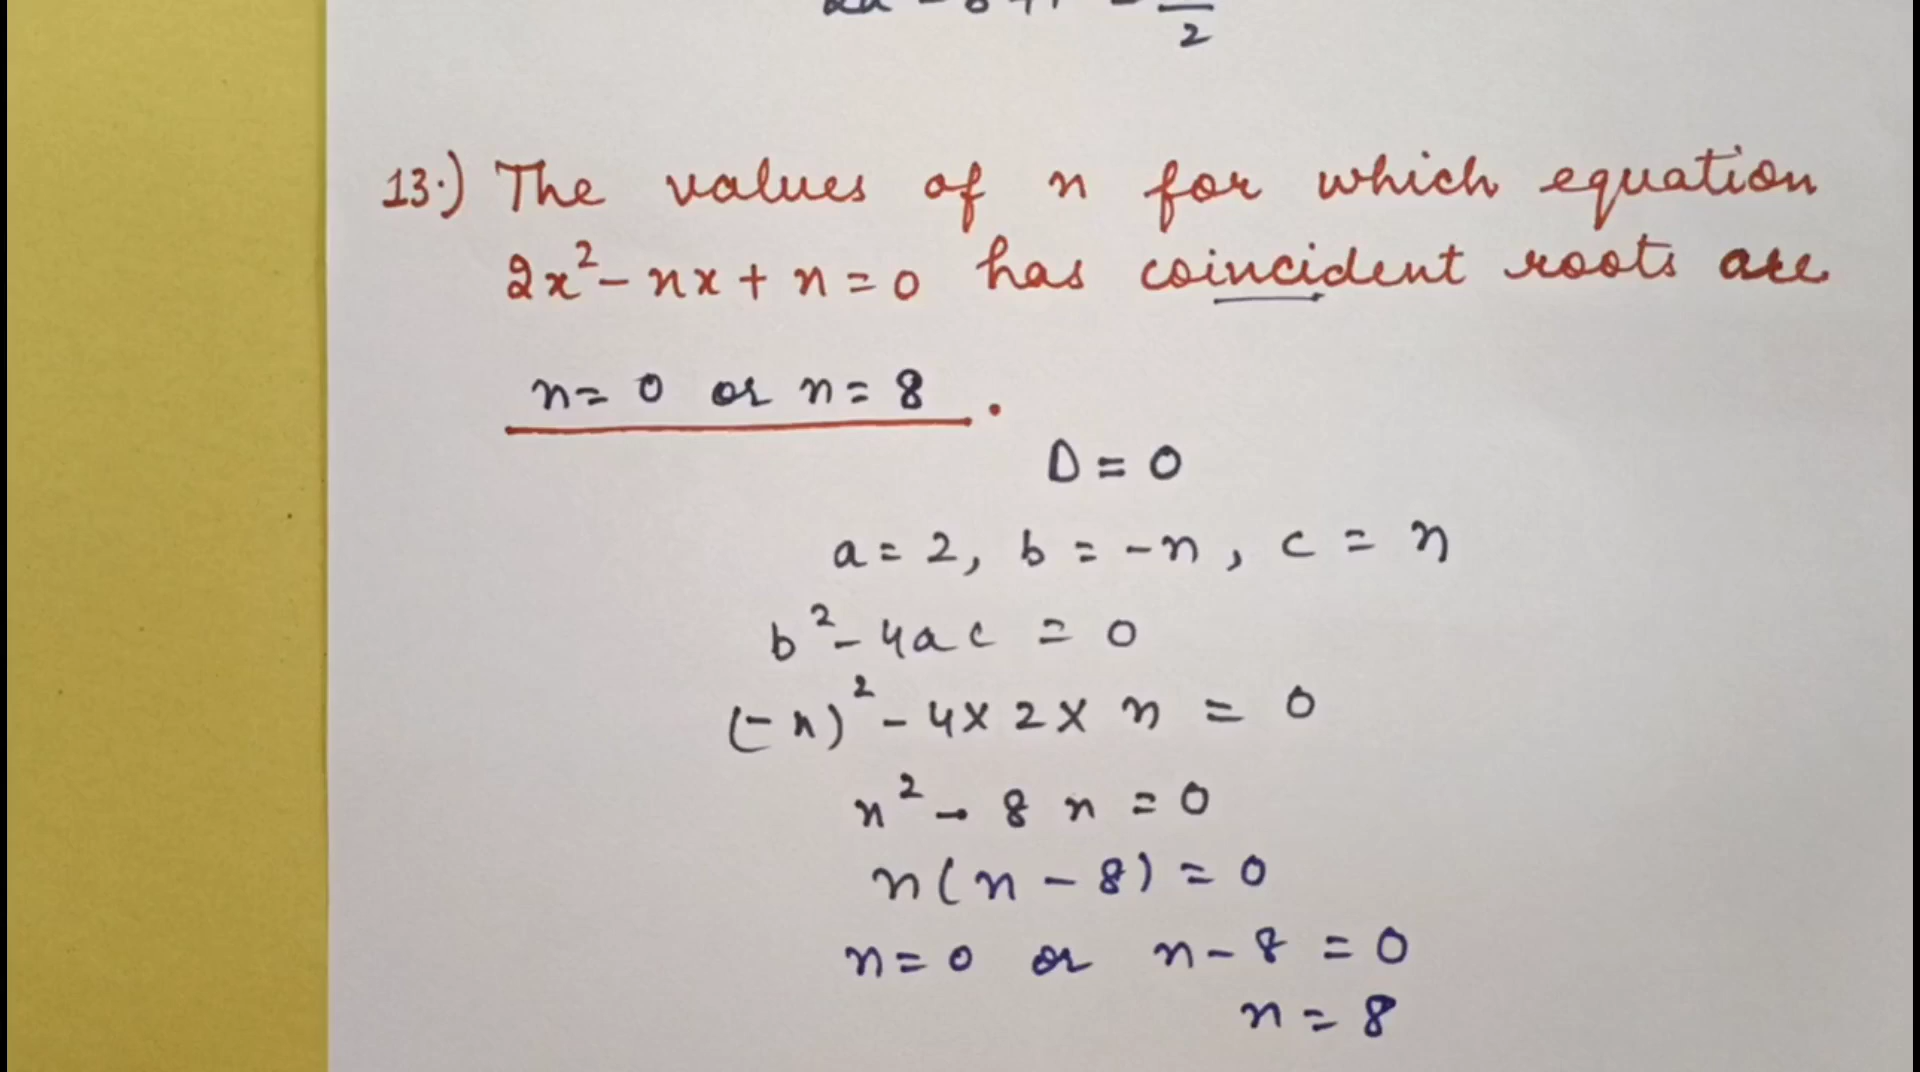 2
13.) The values of n for which equation
2x² - nx + n = 0 has coincident roots are
n = 0 or n = 8 .
D = 0
a = 2, b = -n, c = n
b² - 4ac = 0
(-n)² - 4 × 2 × n = 0
n² - 8n = 0
n(n - 8) = 0
n = 0 or n - 8 = 0
n = 8